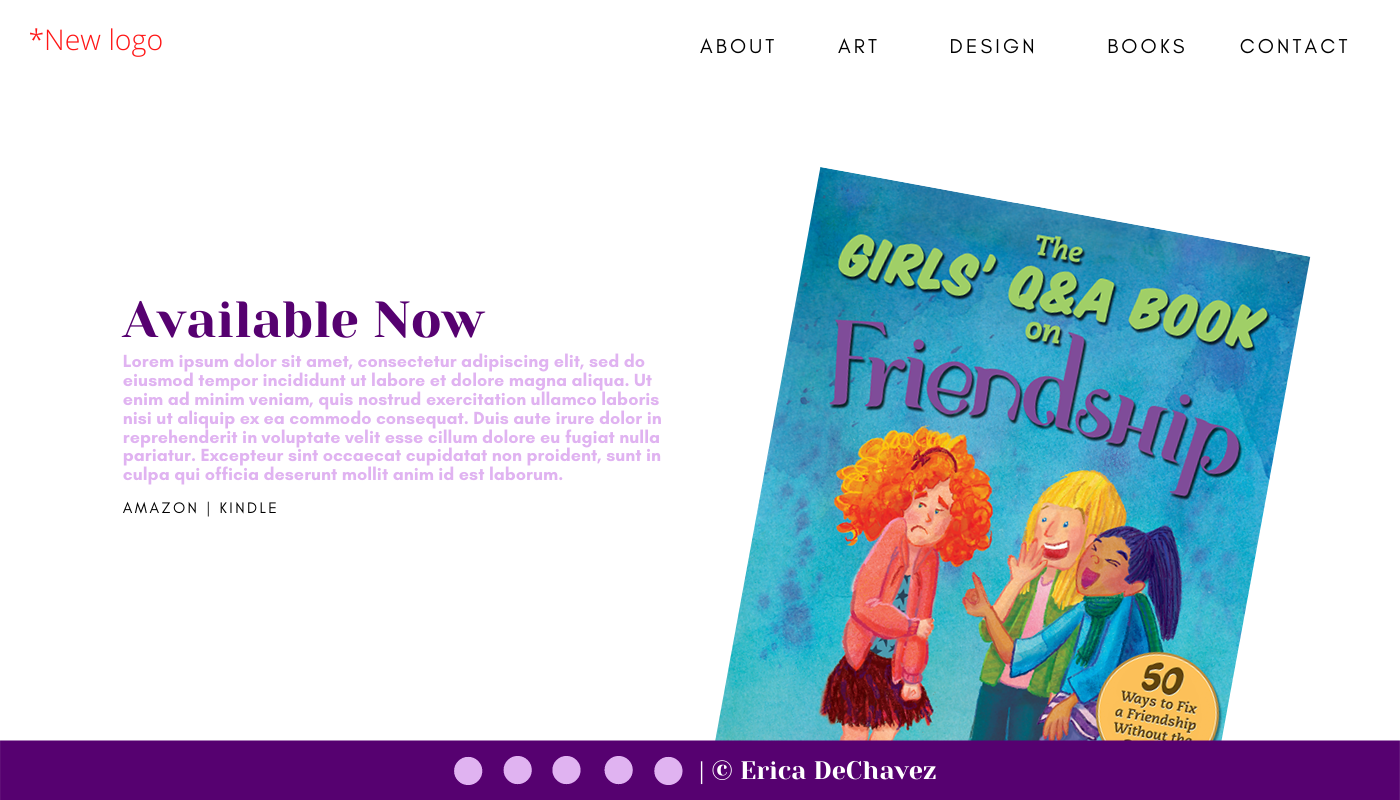 *New logo
ABOUT ART DESIGN BOOKS CONTACT
The
GIRLS' Q&A BOOK
on
Friendship
Available Now
Lorem ipsum dolor sit amet, consectetur adipiscing elit, sed do
eiusmod tempor incididunt ut labore et dolore magna aliqua. Ut
enim ad minim veniam, quis nostrud exercitation ullamco laboris
nisi ut aliquip ex ea commodo consequat. Duis aute irure dolor in
reprehenderit in voluptate velit esse cillum dolore eu fugiat nulla
pariatur. Excepteur sint occaecat cupidatat non proident, sunt in
culpa qui officia deserunt mollit anim id est laborum.
AMAZON | KINDLE
50
Ways to Fix
a Friendship
Without the
| © Erica DeChavez